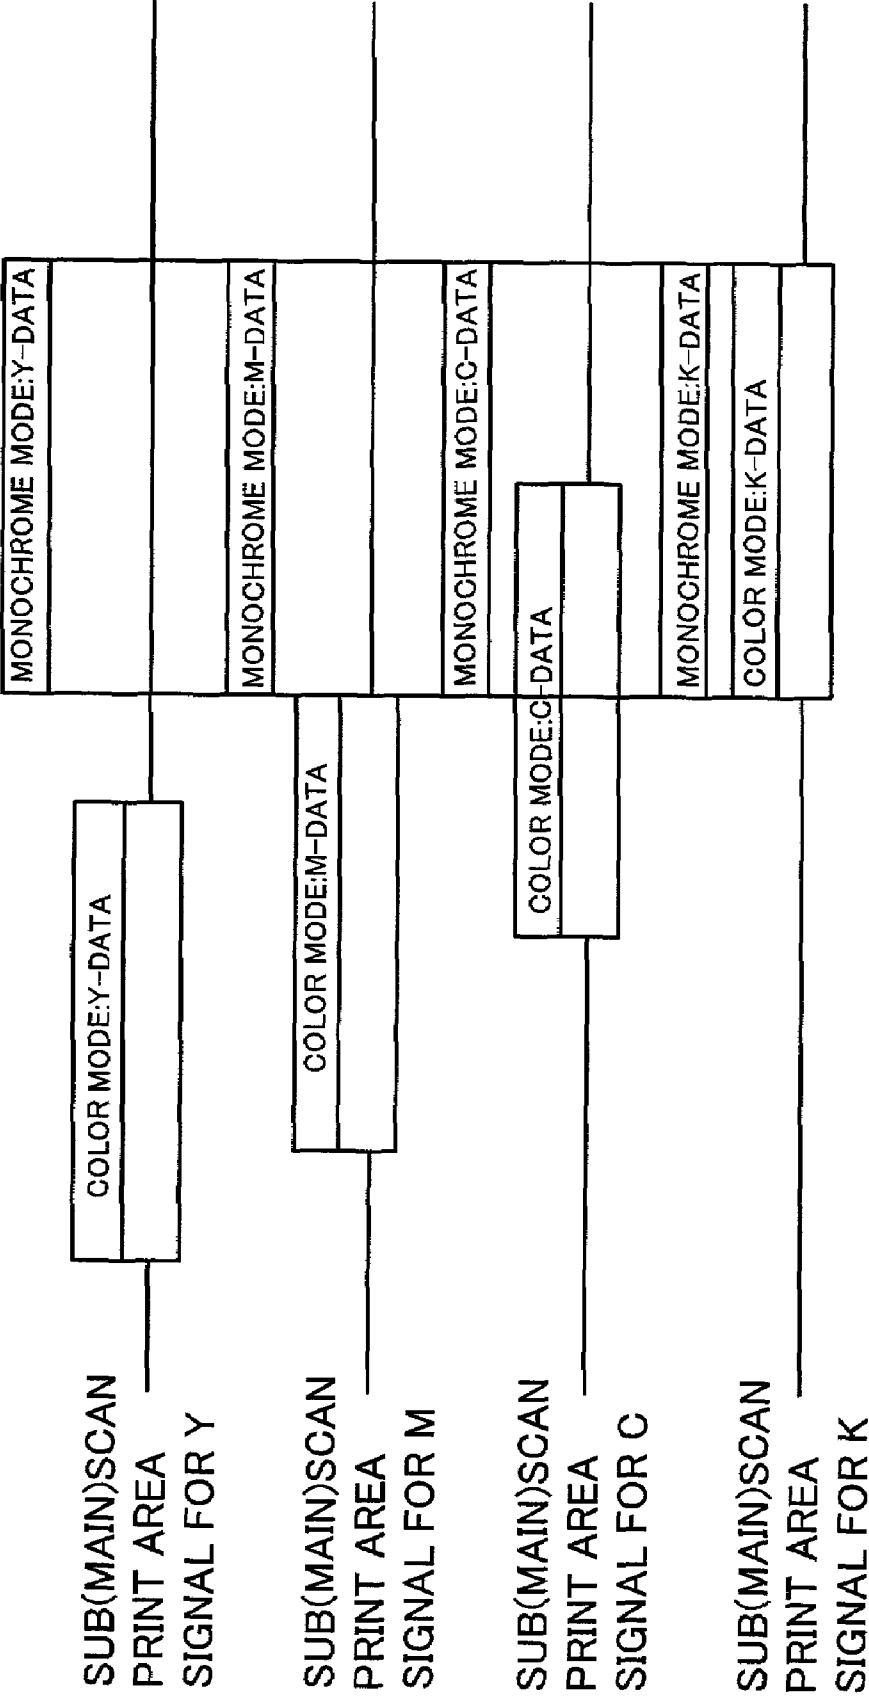 MONOCHROME MODE:Y-DATA
COLOR MODE:Y-DATA
SUB(MAIN)SCAN
PRINT AREA
SIGNAL FOR Y
MONOCHROME MODE:M-DATA
COLOR MODE:M-DATA
SUB(MAIN)SCAN
PRINT AREA
SIGNAL FOR M
MONOCHROME MODE:C-DATA
COLOR MODE:C-DATA
SUB(MAIN)SCAN
PRINT AREA
SIGNAL FOR C
MONOCHROME MODE:K-DATA
COLOR MODE:K-DATA
SUB(MAIN)SCAN
PRINT AREA
SIGNAL FOR K